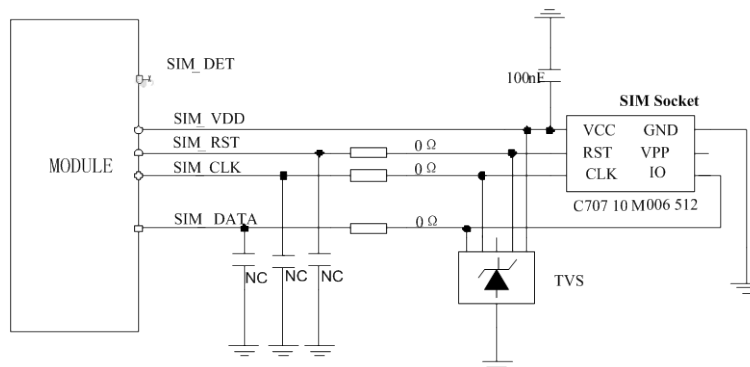 SIM_DET
100nF
SIM Socket
SIM_VDD
VCC GND
SIM_RST
0 Ω
RST VPP
MODULE
SIM_CLK
0 Ω
CLK IO
C707 10 M006 512
SIM_DATA
0 Ω
NC NC NC
TVS